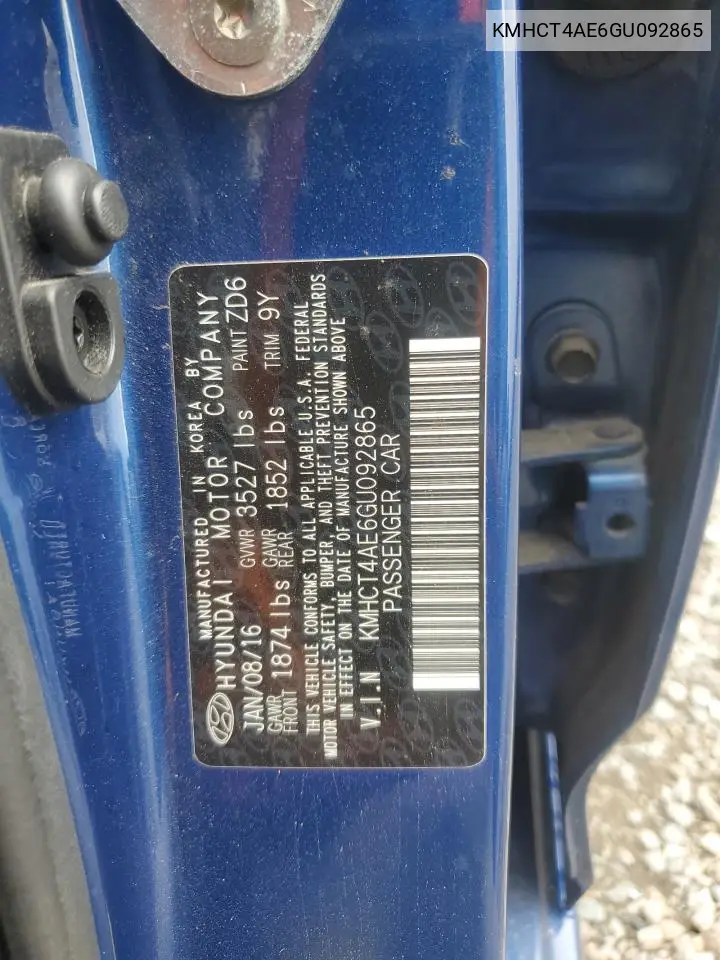 KMHCT4AE6GU092865
MANUFACTURED IN KOREA BY
HYUNDAI MOTOR COMPANY
JAN/08/16 GVWR 3527 lbs PAINT ZD6
GAWR FRONT 1874 lbs GAWR REAR 1852 lbs TRIM 9Y
THIS VEHICLE CONFORMS TO ALL APPLICABLE U.S.A. FEDERAL
MOTOR VEHICLE SAFETY, BUMPER, AND THEFT PREVENTION STANDARDS
IN EFFECT ON THE DATE OF MANUFACTURE SHOWN ABOVE
V.I.N KMHCT4AE6GU092865
PASSENGER CAR